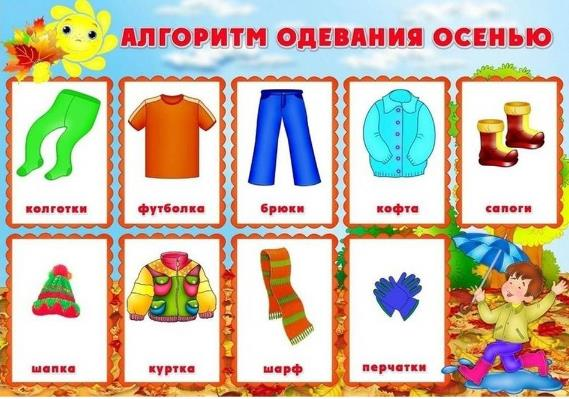 АЛГОРИТМ ОДЕВАНИЯ ОСЕНЬЮ
колготки
футболка
брюки
кофта
сапоги
шапка
куртка
шарф
перчатки